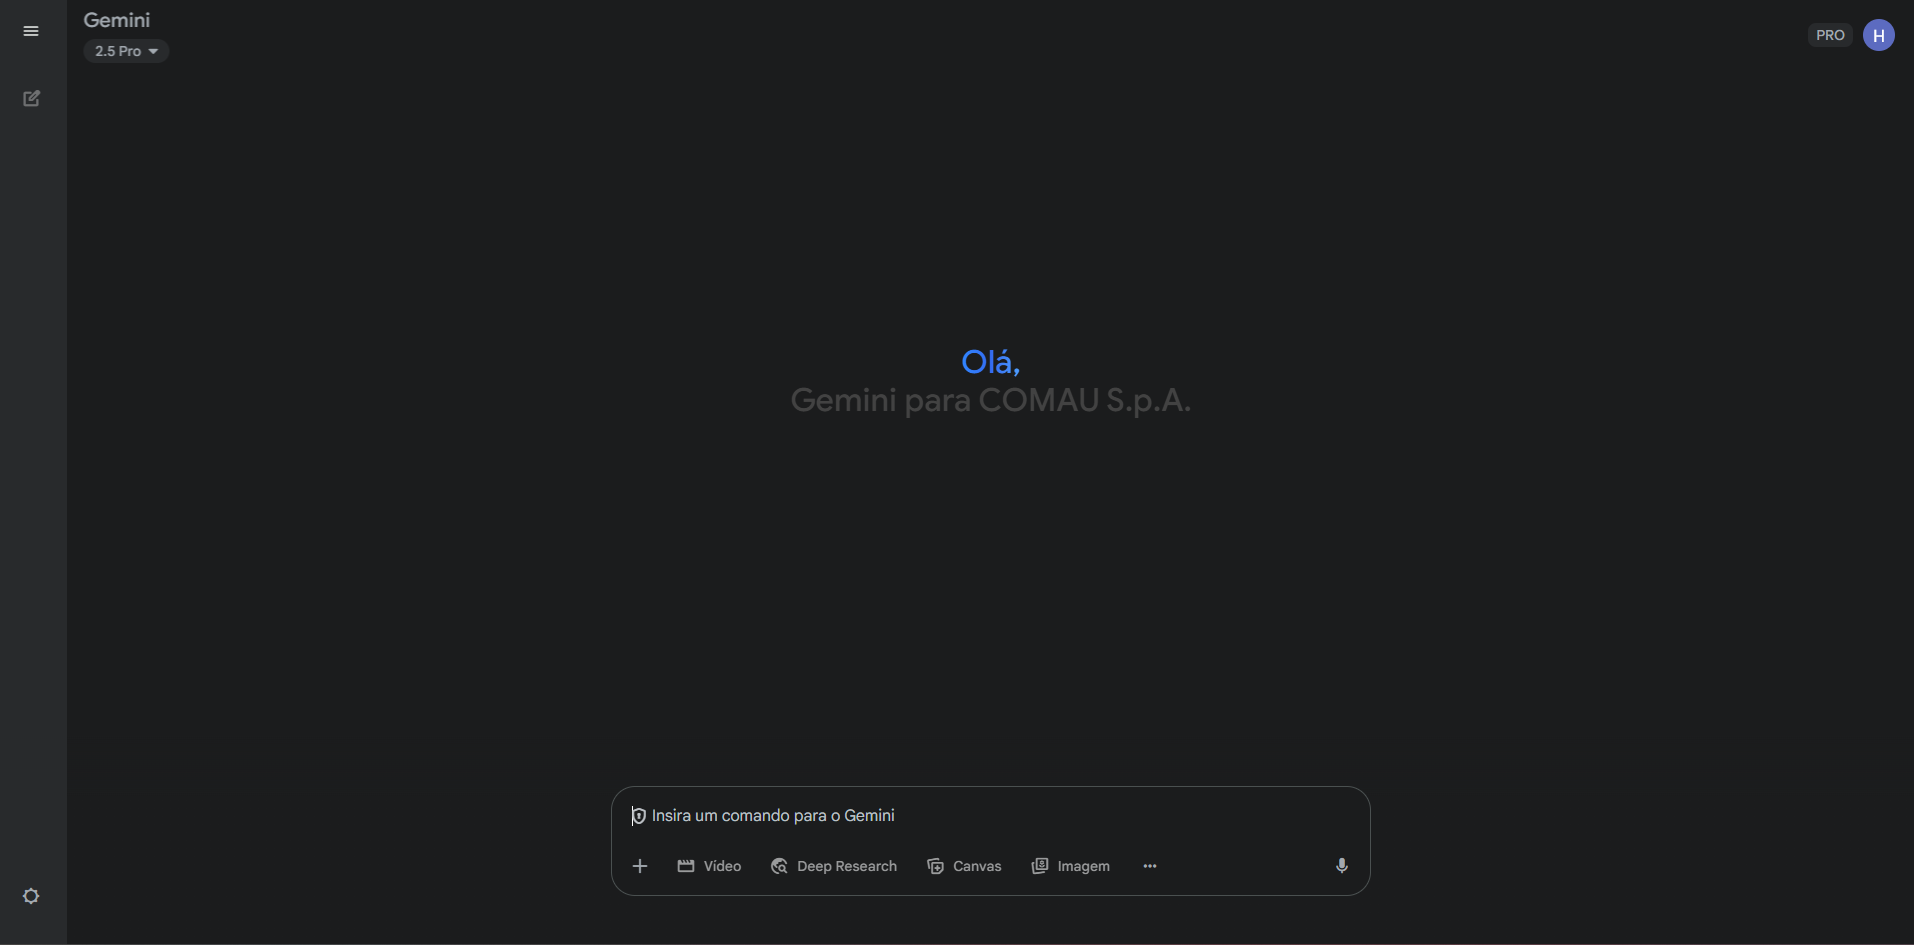 Gemini
2.5 Pro
PRO
H
Olá,
Gemini para COMAU S.p.A.
Insira um comando para o Gemini
Vídeo
Deep Research
Canvas
Imagem